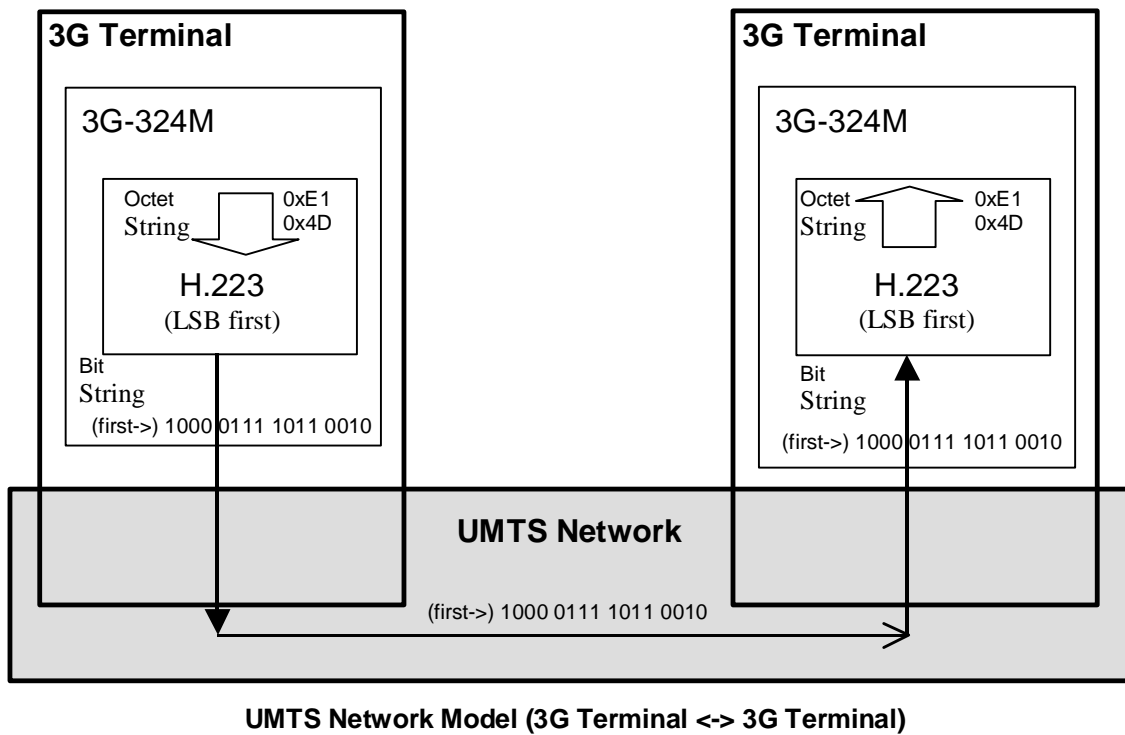 3G Terminal
3G-324M
Octet
String
0xE1
0x4D
H.223
(LSB first)
Bit
String
(first->) 1000 0111 1011 0010
3G Terminal
3G-324M
Octet
String
0xE1
0x4D
H.223
(LSB first)
Bit
String
(first->) 1000 0111 1011 0010
UMTS Network
(first->) 1000 0111 1011 0010
UMTS Network Model (3G Terminal <-> 3G Terminal)